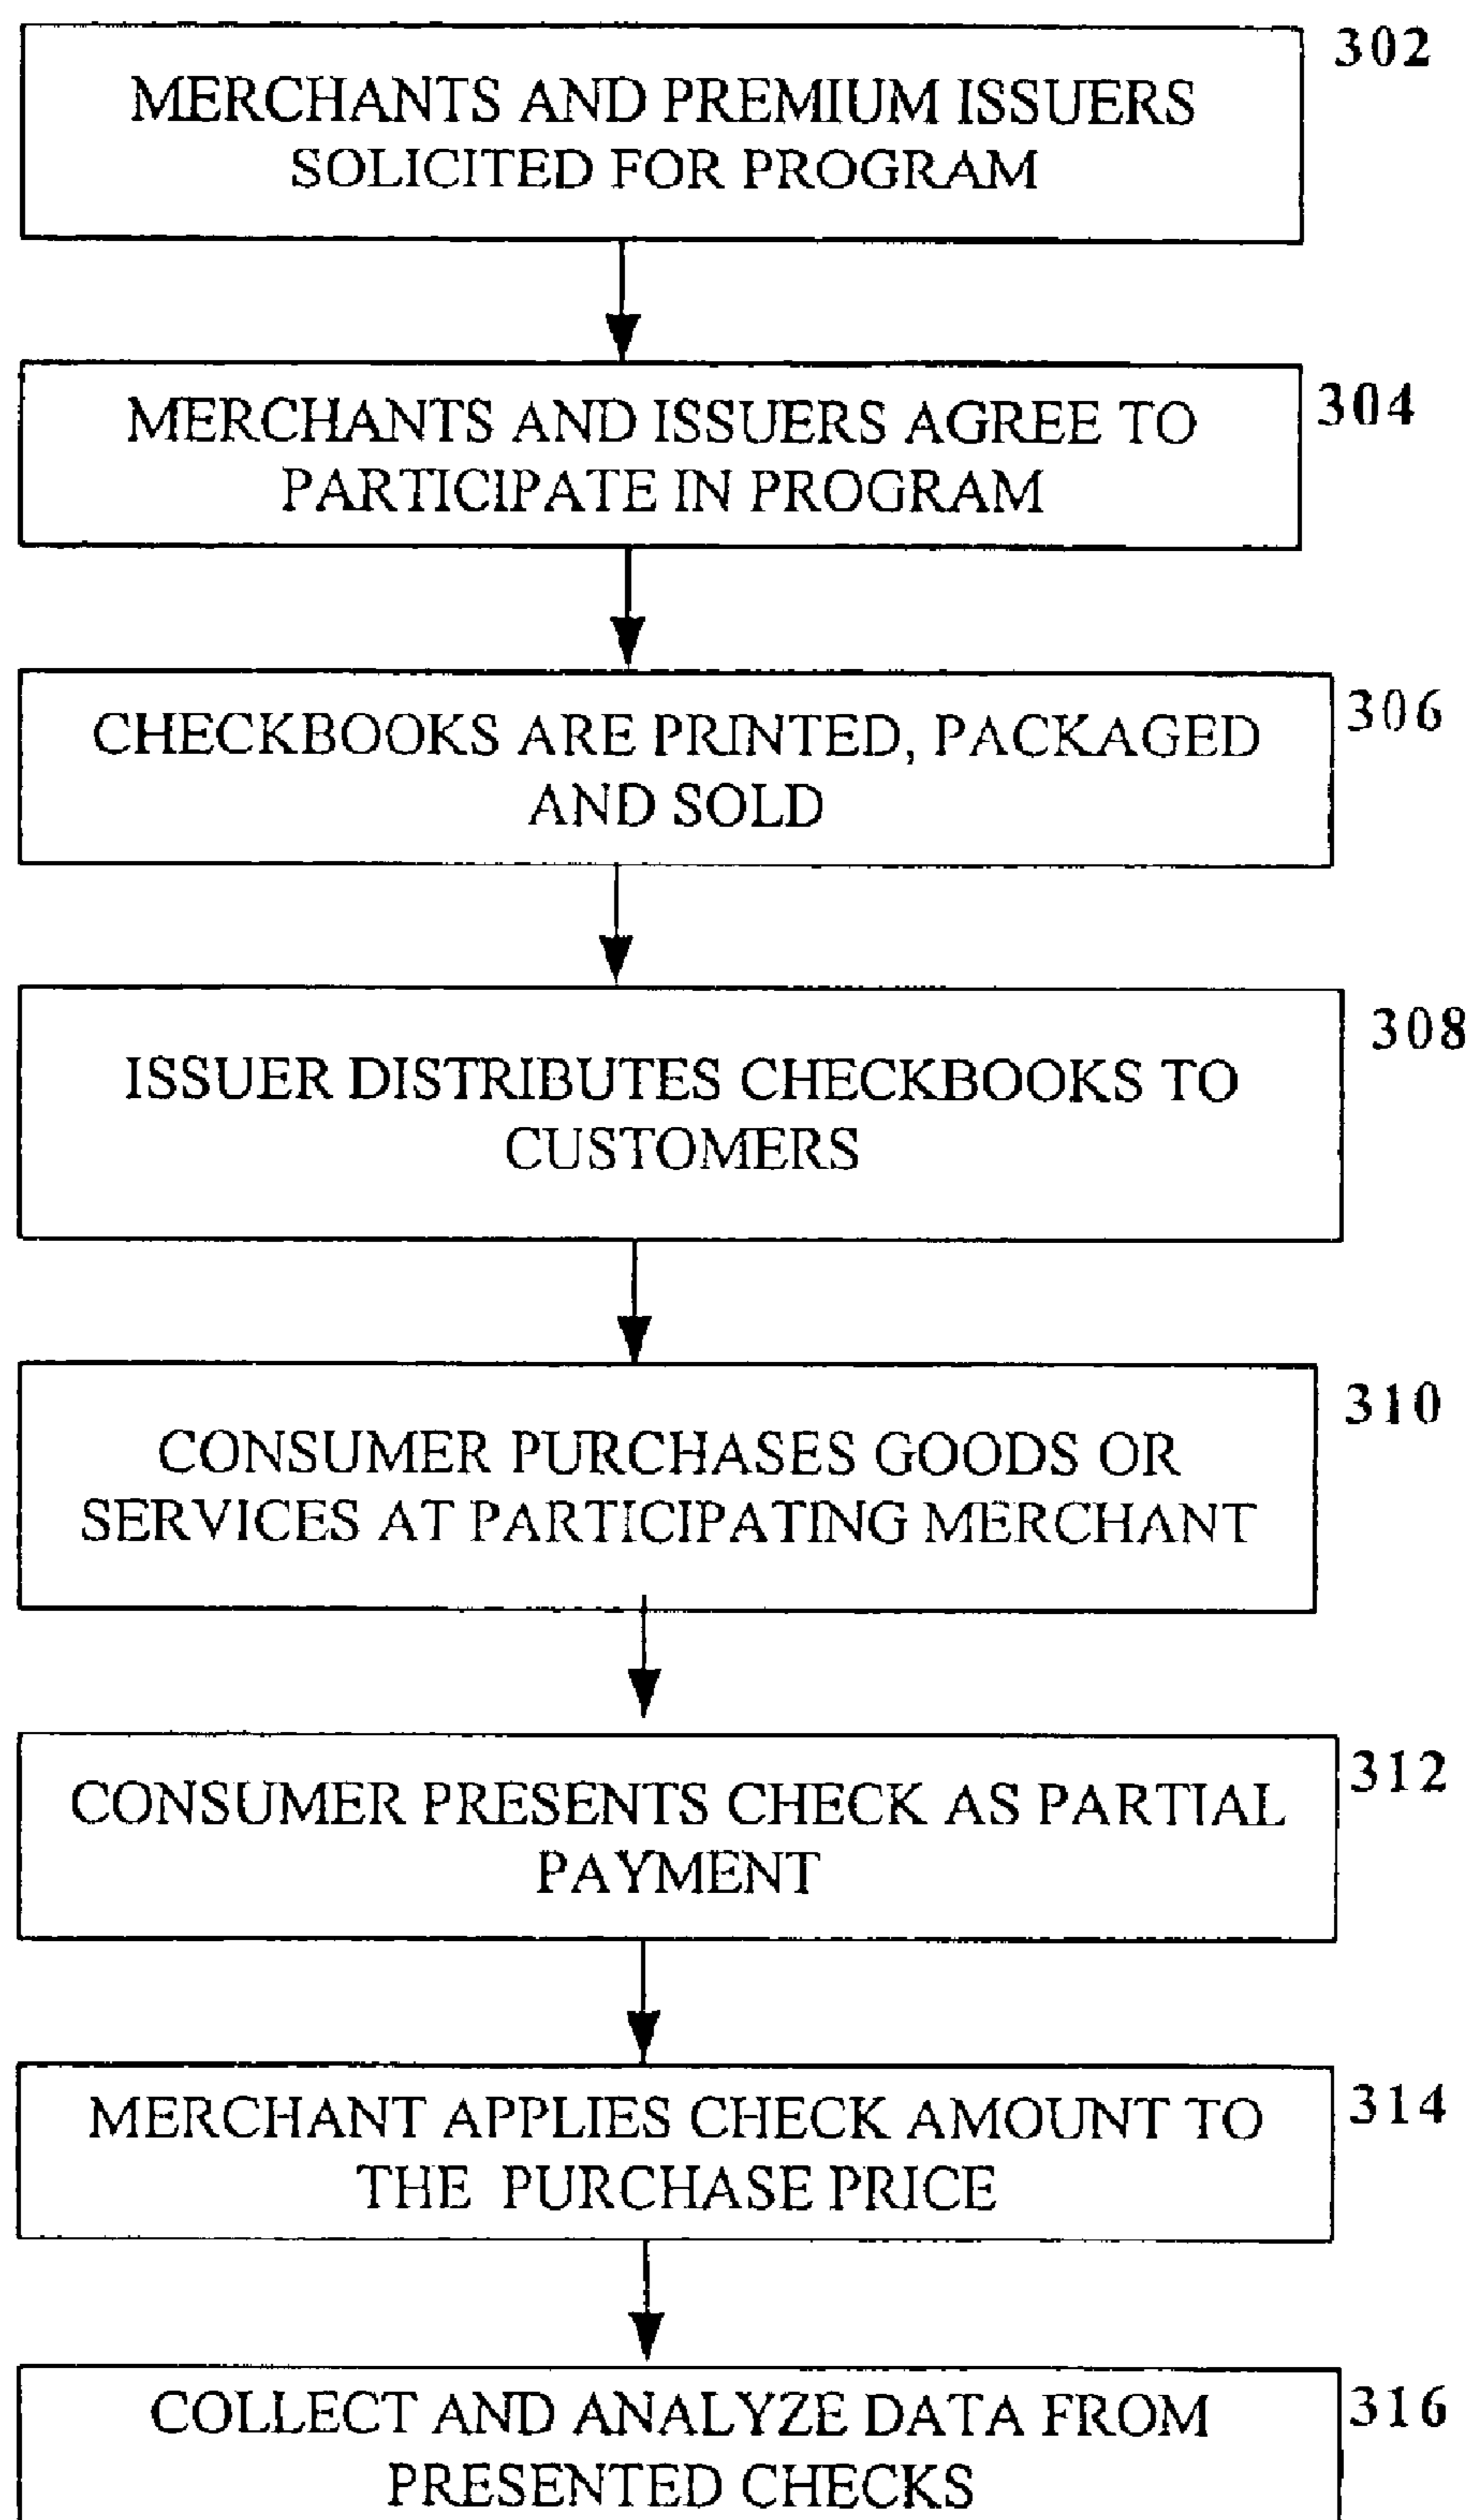 302
MERCHANTS AND PREMIUM ISSUERS
SOLICITED FOR PROGRAM
304
MERCHANTS AND ISSUERS AGREE TO
PARTICIPATE IN PROGRAM
306
CHECKBOOKS ARE PRINTED, PACKAGED
AND SOLD
308
ISSUER DISTRIBUTES CHECKBOOKS TO
CUSTOMERS
310
CONSUMER PURCHASES GOODS OR
SERVICES AT PARTICIPATING MERCHANT
312
CONSUMER PRESENTS CHECK AS PARTIAL
PAYMENT
314
MERCHANT APPLIES CHECK AMOUNT TO
THE PURCHASE PRICE
316
COLLECT AND ANALYZE DATA FROM
PRESENTED CHECKS